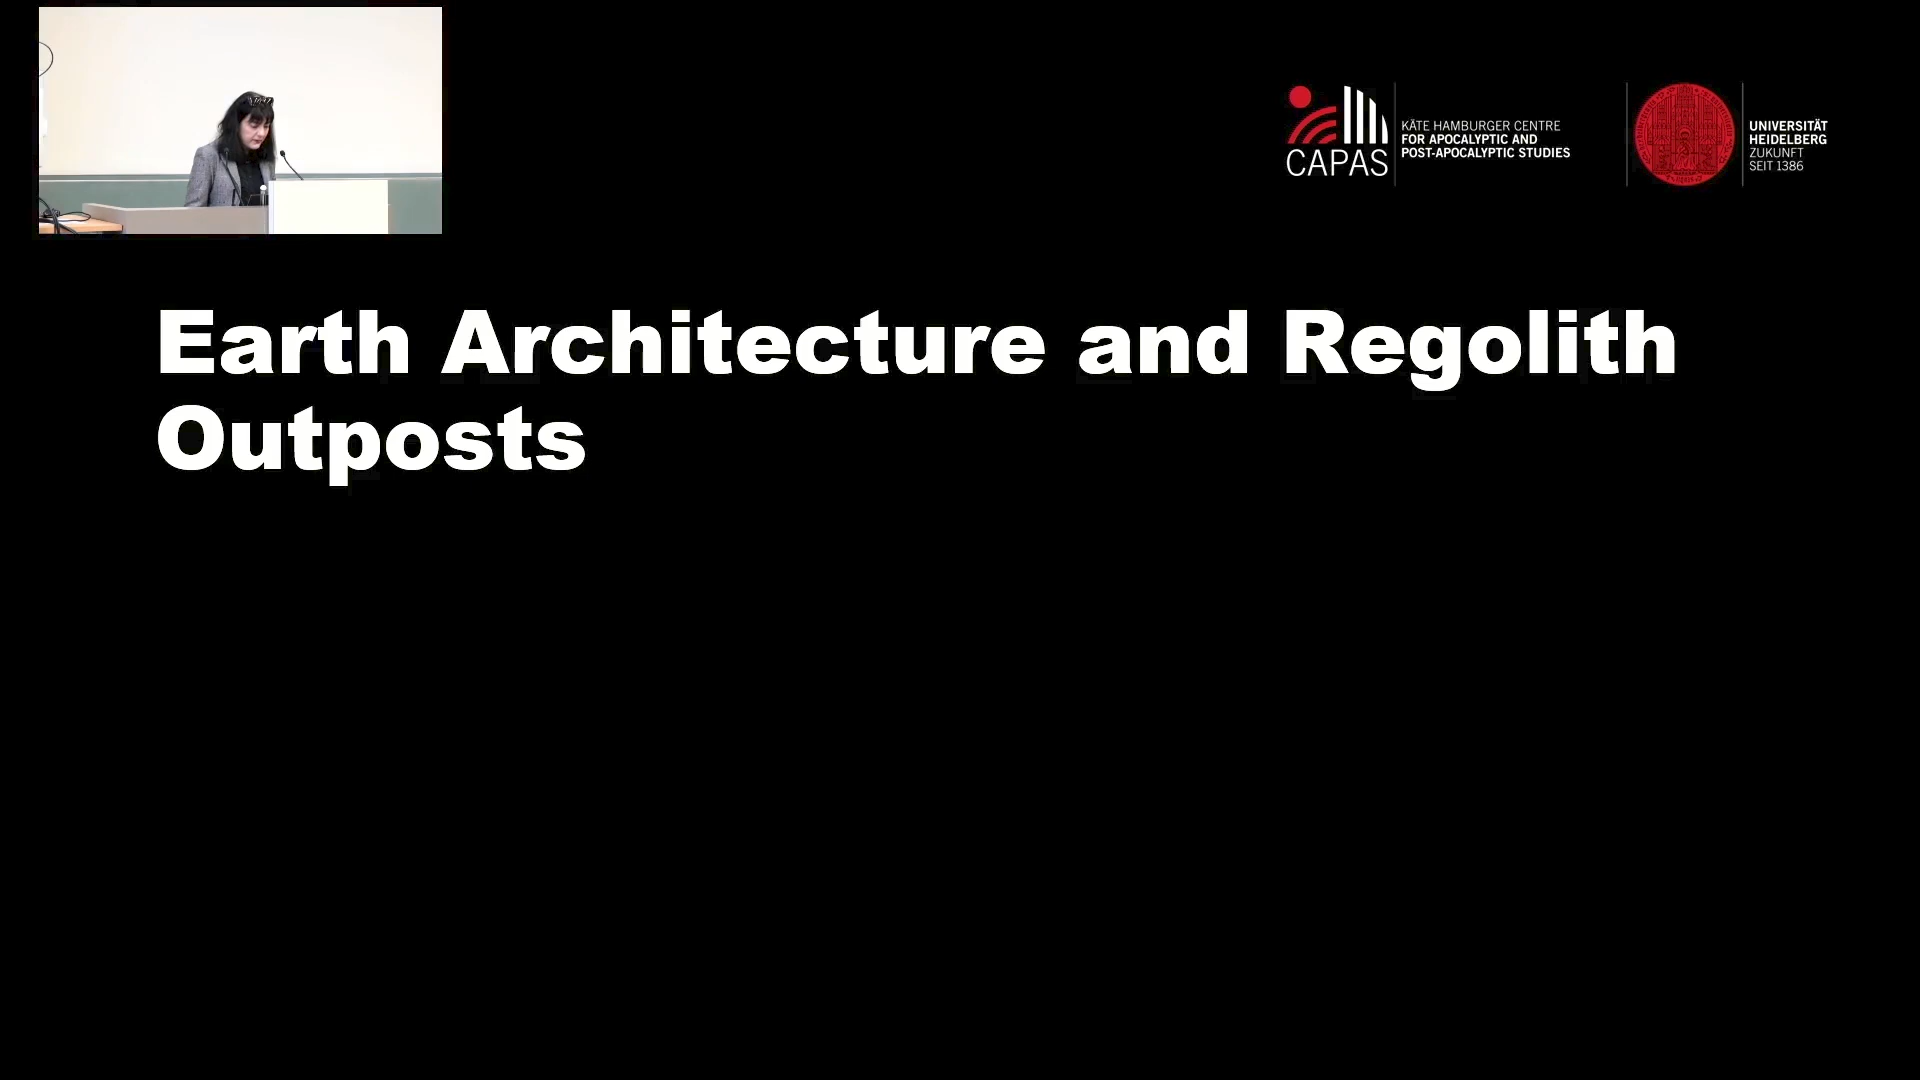 CAPAS
KÄTE HAMBURGER CENTRE
FOR APOCALYPTIC AND
POST-APOCALYPTIC STUDIES
UNIVERSITÄT
HEIDELBERG
ZUKUNFT
SEIT 1386
Earth Architecture and Regolith
Outposts